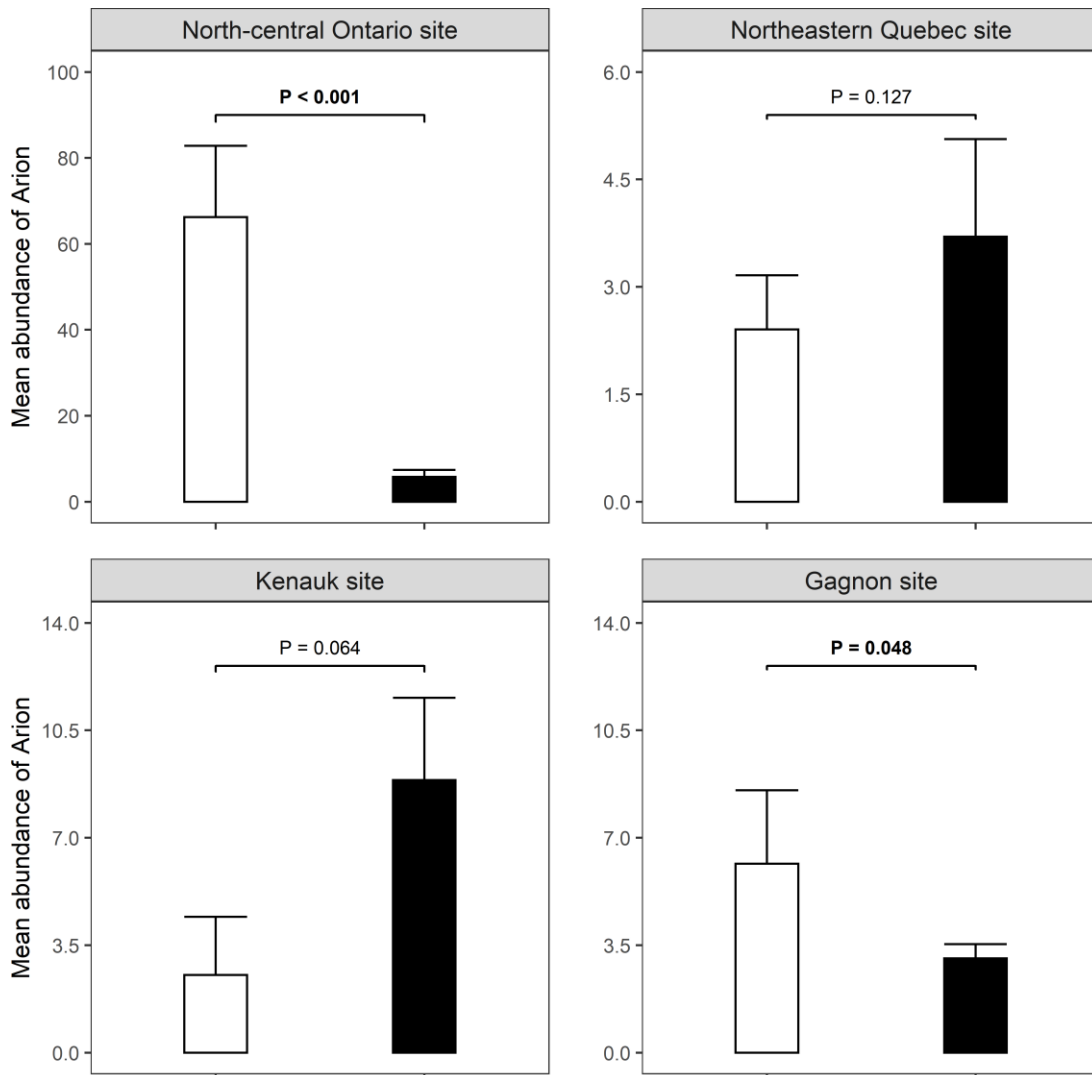 North-central Ontario site
Northeastern Quebec site
100
80
60
40
20
0
Mean abundance of Arion
P < 0.001
6.0
4.5
3.0
1.5
0.0
P = 0.127
Kenauk site
Gagnon site
14.0
10.5
7.0
3.5
0.0
Mean abundance of Arion
P = 0.064
14.0
10.5
7.0
3.5
0.0
P = 0.048